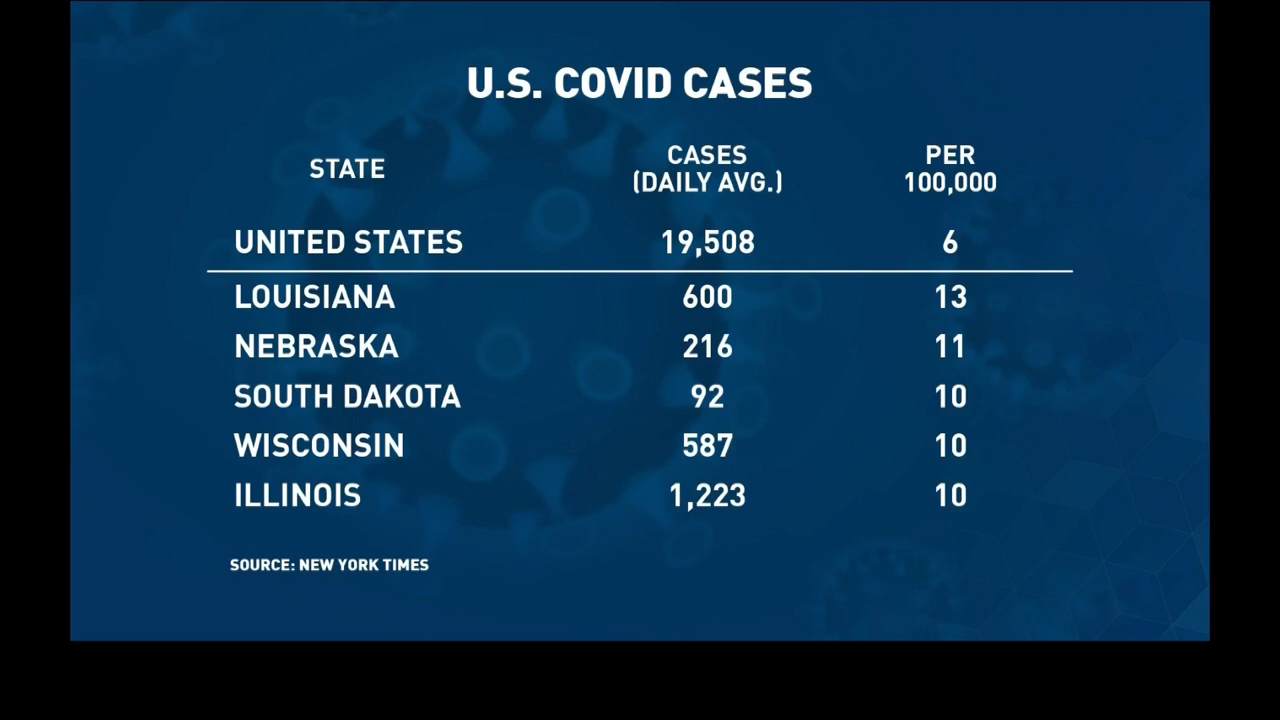 U.S. COVID CASES
STATE CASES (DAILY AVG.) PER 100,000
UNITED STATES 19,508 6
LOUISIANA 600 13
NEBRASKA 216 11
SOUTH DAKOTA 92 10
WISCONSIN 587 10
ILLINOIS 1,223 10
SOURCE: NEW YORK TIMES